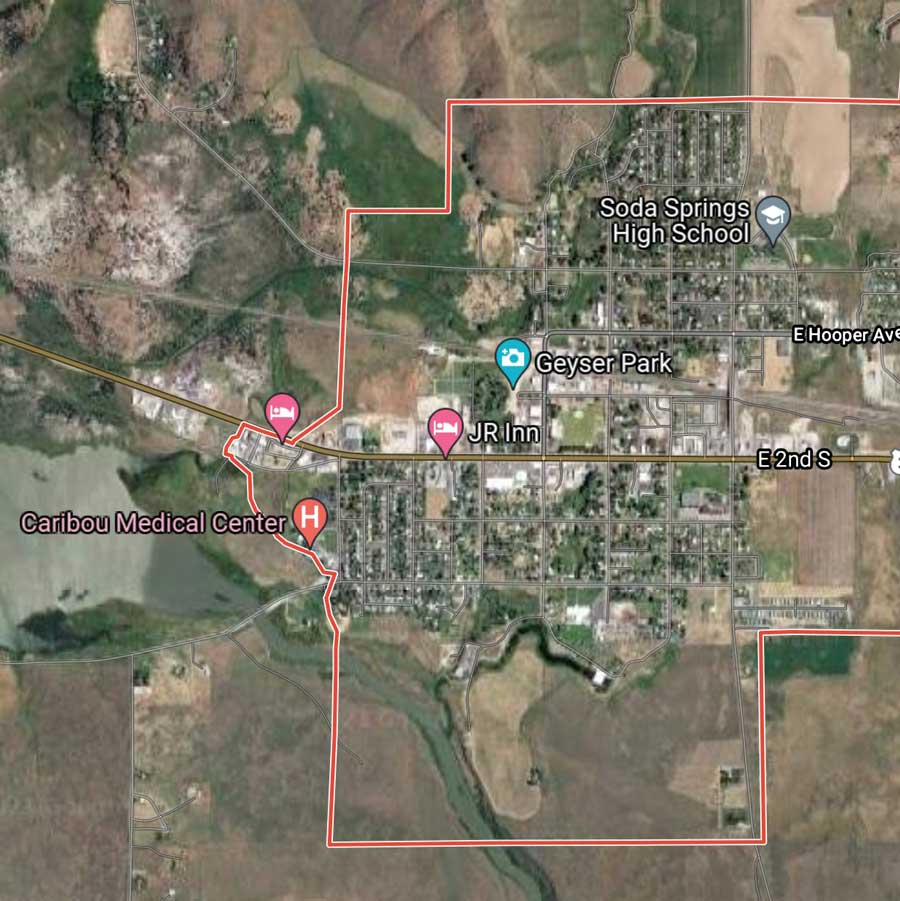 Soda Springs
High School
E Hooper Ave
Geyser Park
JR Inn
E 2nd S
H
Caribou Medical Center